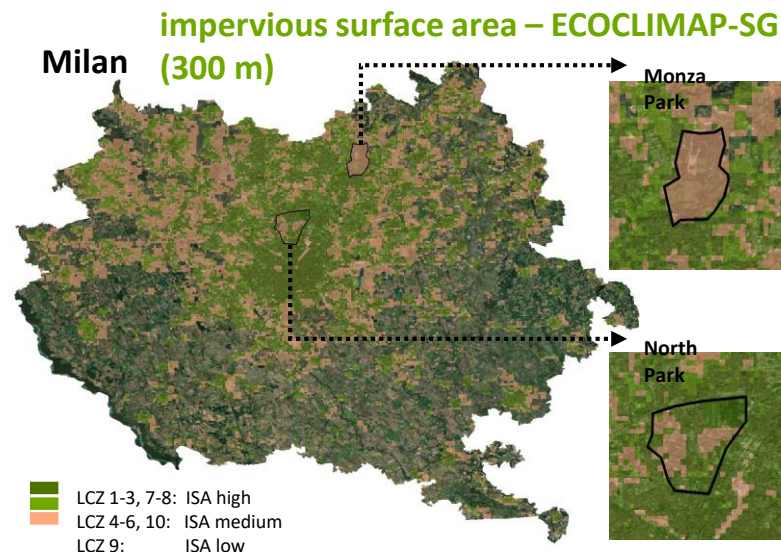 impervious surface area – ECOCLIMAP-SG
(300 m)
Milan
Monza
Park
North
Park
LCZ 1-3, 7-8: ISA high
LCZ 4-6, 10: ISA medium
LCZ 9: ISA low